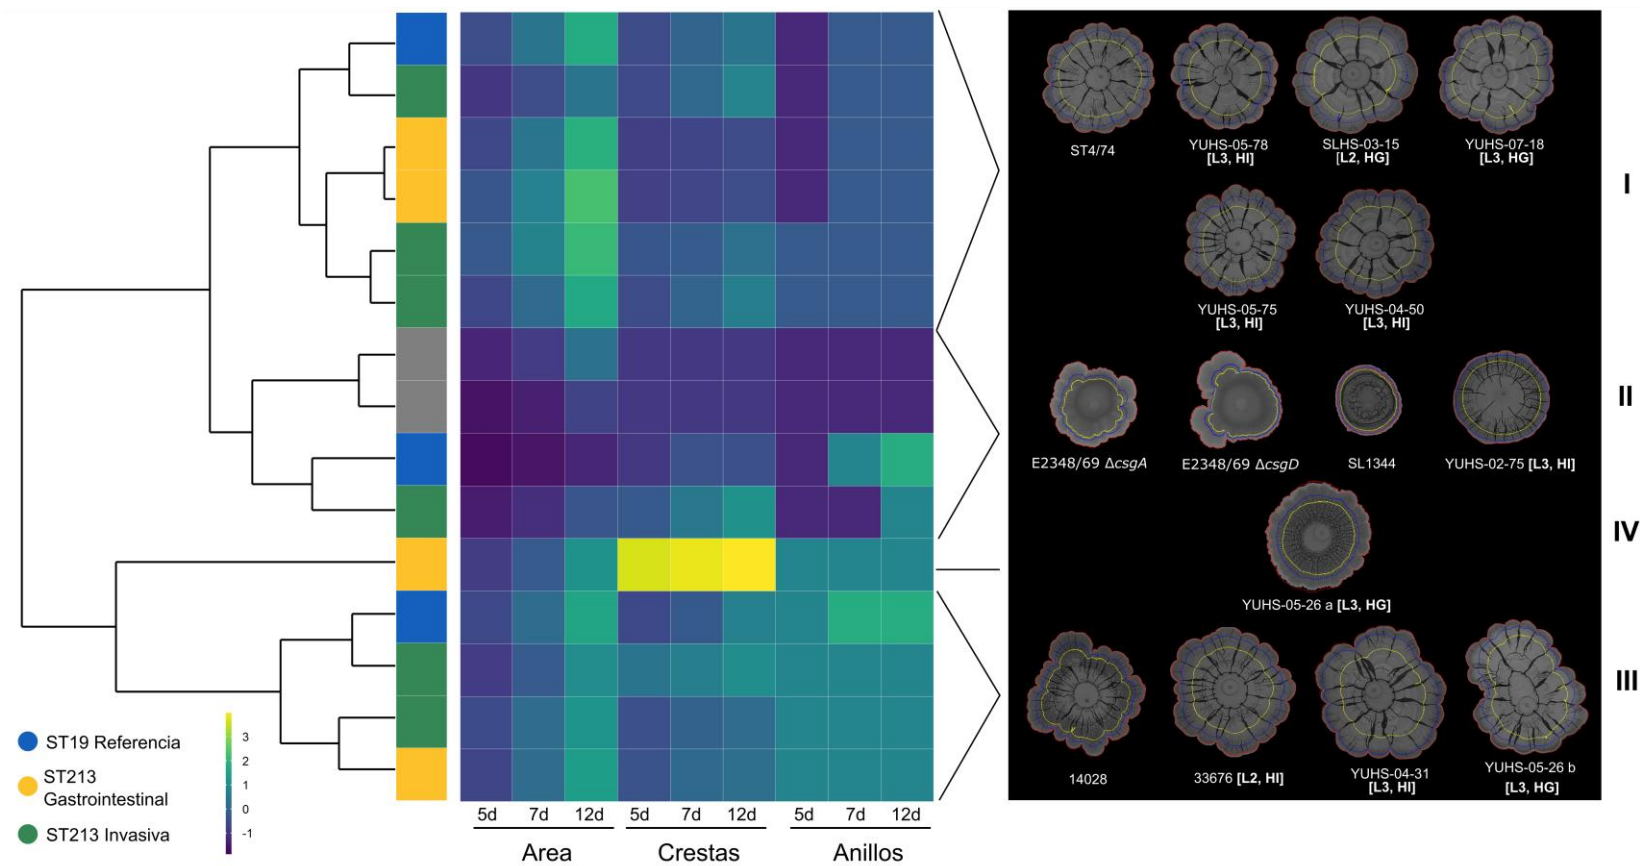 ST4/74
YUHS-05-78
[L3, HI]
SLHS-03-15
[L2, HG]
YUHS-07-18
[L3, HG]
I
YUHS-05-75
[L3, HI]
YUHS-04-50
[L3, HI]
E2348/69 ΔcsgA
E2348/69 ΔcsgD
SL1344
YUHS-02-75 [L3, HI]
II
YUHS-05-26 a [L3, HG]
IV
14028
33676 [L2, HI]
YUHS-04-31
[L3, HI]
YUHS-05-26 b
[L3, HG]
III
ST19 Referencia
ST213
Gastrointestinal
ST213 Invasiva
3
2
1
0
-1
5d 7d 12d 5d 7d 12d 5d 7d 12d
Area Crestas Anillos